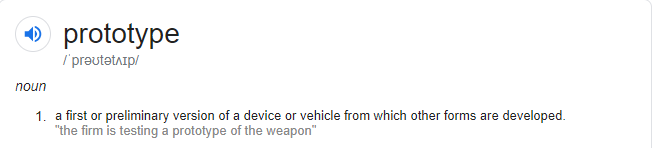 prototype
/ˈprəʊtətʌɪp/
noun
1. a first or preliminary version of a device or vehicle from which other forms are developed.
"the firm is testing a prototype of the weapon"